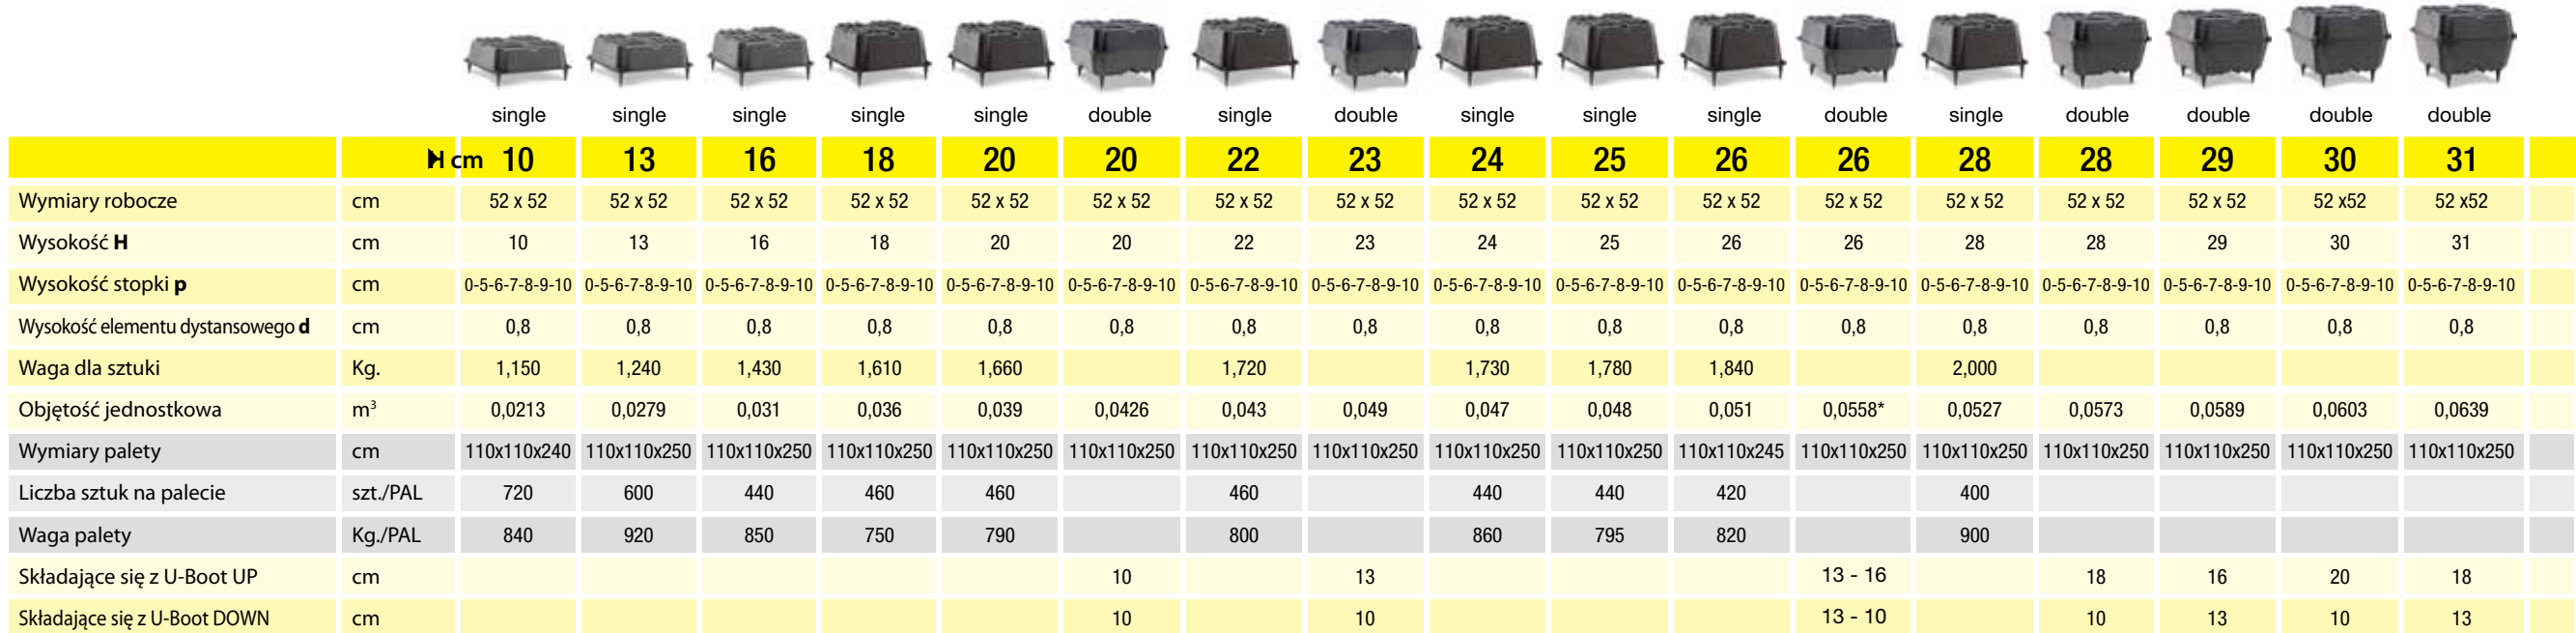 single single single single single double single double single single single double single double double double double
H cm 10 13 16 18 20 20 22 23 24 25 26 26 28 28 29 30 31
Wymiary robocze cm 52 x 52 52 x 52 52 x 52 52 x 52 52 x 52 52 x 52 52 x 52 52 x 52 52 x 52 52 x 52 52 x 52 52 x 52 52 x 52 52 x 52 52 x 52 52 x52 52 x52
Wysokość H cm 10 13 16 18 20 20 22 23 24 25 26 26 28 28 29 30 31
Wysokość stopki p cm 0-5-6-7-8-9-10 0-5-6-7-8-9-10 0-5-6-7-8-9-10 0-5-6-7-8-9-10 0-5-6-7-8-9-10 0-5-6-7-8-9-10 0-5-6-7-8-9-10 0-5-6-7-8-9-10 0-5-6-7-8-9-10 0-5-6-7-8-9-10 0-5-6-7-8-9-10 0-5-6-7-8-9-10 0-5-6-7-8-9-10 0-5-6-7-8-9-10 0-5-6-7-8-9-10 0-5-6-7-8-9-10 0-5-6-7-8-9-10
Wysokość elementu dystansowego d cm 0,8 0,8 0,8 0,8 0,8 0,8 0,8 0,8 0,8 0,8 0,8 0,8 0,8 0,8 0,8 0,8 0,8
Waga dla sztuki Kg. 1,150 1,240 1,430 1,610 1,660 1,720 1,730 1,780 1,840 2,000
Objętość jednostkowa m³ 0,0213 0,0279 0,031 0,036 0,039 0,0426 0,043 0,049 0,047 0,048 0,051 0,0558* 0,0527 0,0573 0,0589 0,0603 0,0639
Wymiary palety cm 110x110x240 110x110x250 110x110x250 110x110x250 110x110x250 110x110x250 110x110x250 110x110x250 110x110x250 110x110x250 110x110x245 110x110x250 110x110x250 110x110x250 110x110x250 110x110x250 110x110x250
Liczba sztuk na palecie szt./PAL 720 600 440 460 460 460 440 440 420 400
Waga palety Kg./PAL 840 920 850 750 790 800 860 795 820 900
Składające się z U-Boot UP cm 10 13 13 - 16 18 16 20 18
Składające się z U-Boot DOWN cm 10 10 13 - 10 10 13 10 13